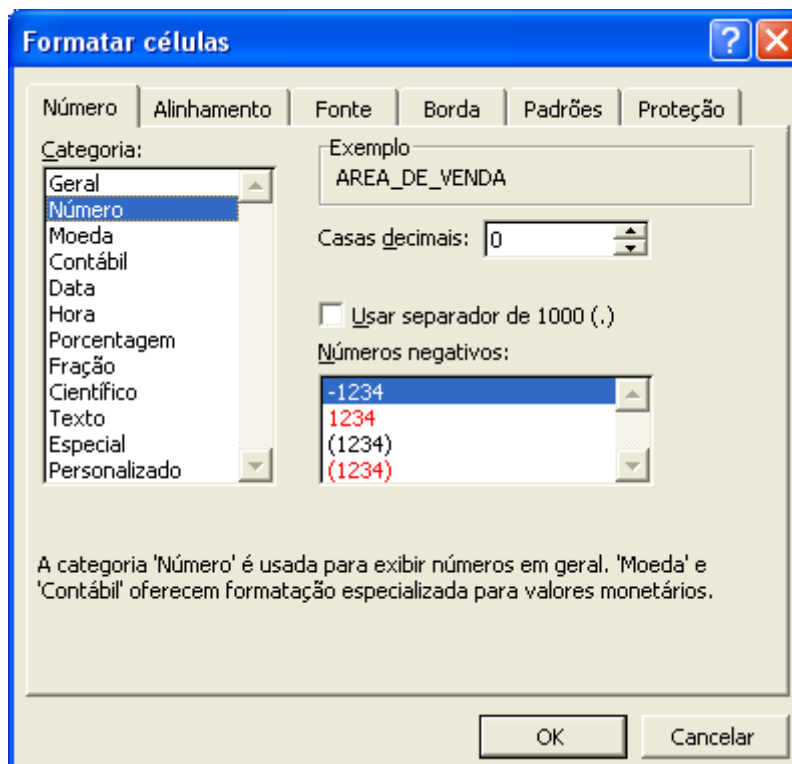 Formatar células
Número Alinhamento Fonte Borda Padrões Proteção
Categoria:
Geral
Número
Moeda
Contábil
Data
Hora
Porcentagem
Fração
Científico
Texto
Especial
Personalizado
Exemplo
AREA_DE_VENDA
Casas decimais: 0
Usar separador de 1000 (.)
Números negativos:
-1234
1234
(1234)
(1234)
A categoria 'Número' é usada para exibir números em geral. 'Moeda' e
'Contábil' oferecem formatação especializada para valores monetários.
OK Cancelar